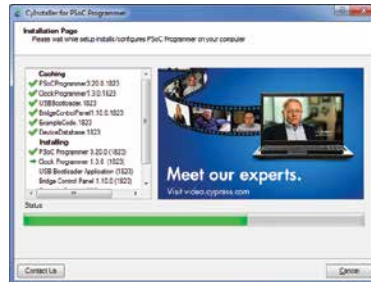 CyInstaller for PSoC Programmer
Installation Page
Please wait while setup installs/configures PSoC Programmer on your computer
Caching
PSoCProgrammer3.20.0.1823
ClockProgrammer1.3.0.1823
USBBootloader.1823
BridgeControlPanel1.10.0.1823
ExampleCode.1823
DeviceDatabase.1823
Installing
PSoC Programmer 3.20.0 (1823)
Clock Programmer 1.3.0 (1823)
USB Bootloader Application (1823)
Bridge Control Panel 1.10.0 (1823)
Meet our experts.
Visit video.cypress.com
Status
Contact Us
Cancel